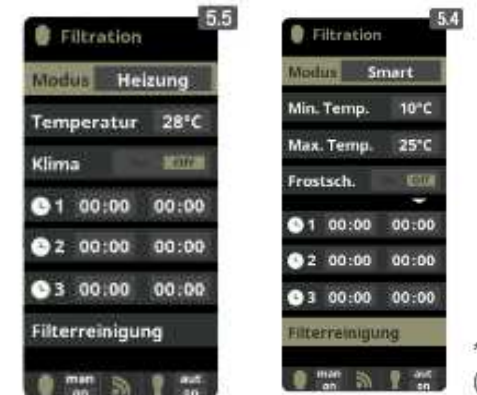 5.5
Filtration
Modus Heizung
Temperatur 28°C
Klima Off
1 00:00 00:00
2 00:00 00:00
3 00:00 00:00
Filterreinigung
man on aut on
5.4
Filtration
Modus Smart
Min. Temp. 10°C
Max. Temp. 25°C
Frostsch. Off
1 00:00 00:00
2 00:00 00:00
3 00:00 00:00
Filterreinigung
man on aut on
(